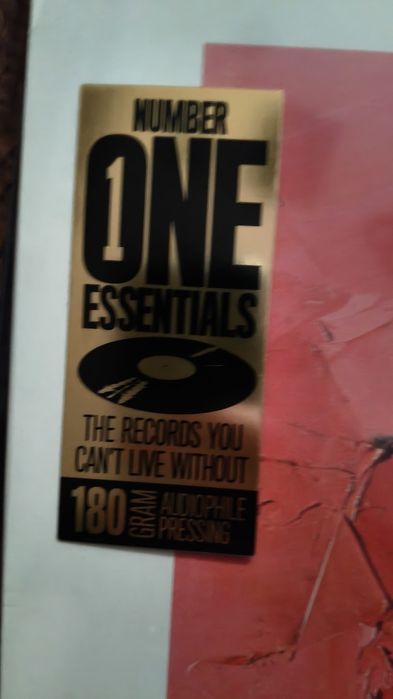 NUMBER
ONE
1
ESSENTIALS
THE RECORDS YOU
CAN'T LIVE WITHOUT
180 GRAM AUDIOPHILE
PRESSING